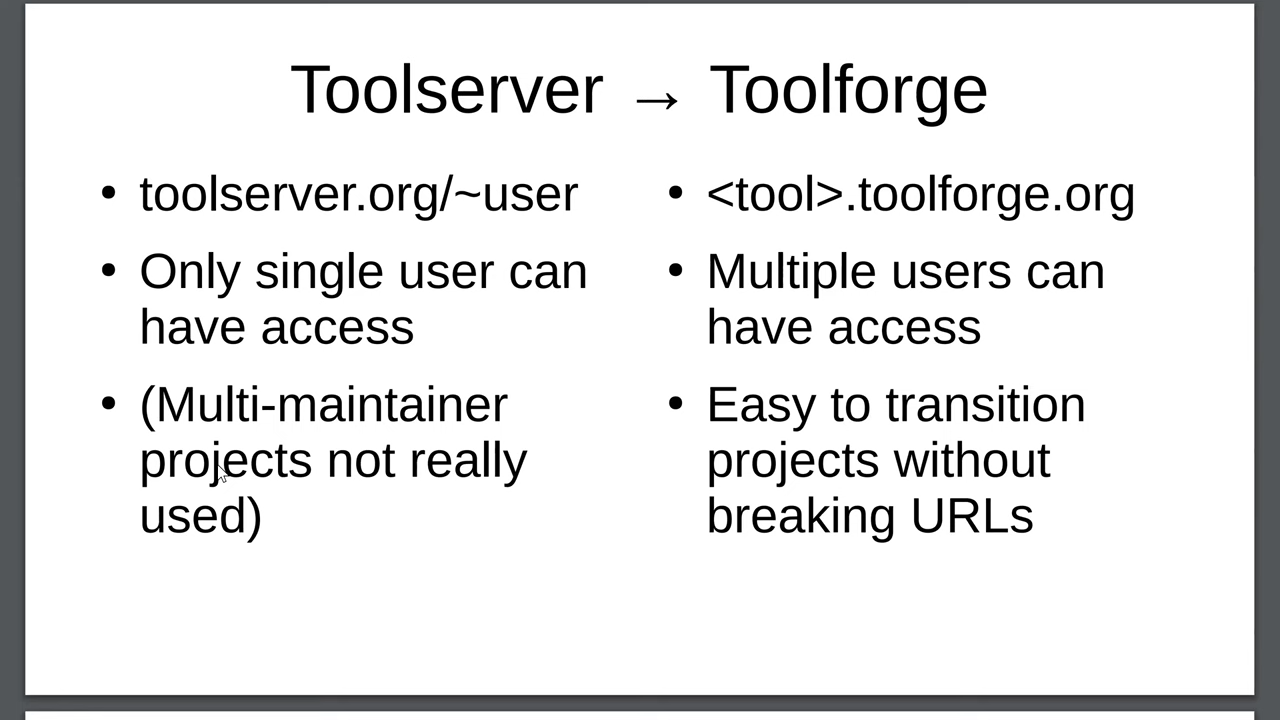 Toolserver → Toolforge
• toolserver.org/~user
• Only single user can
have access
• (Multi-maintainer
projects not really
used)
• <tool>.toolforge.org
• Multiple users can
have access
• Easy to transition
projects without
breaking URLs